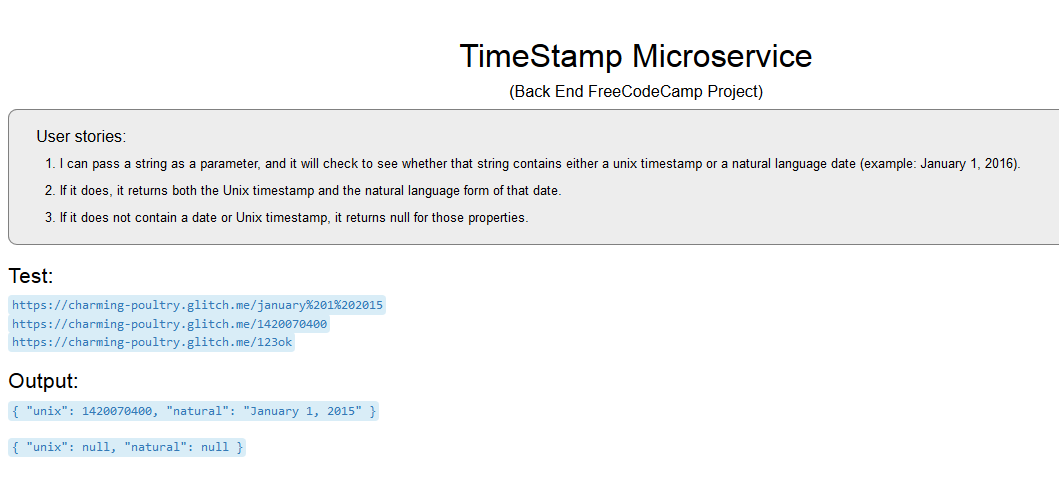 TimeStamp Microservice
(Back End FreeCodeCamp Project)
User stories:
1. I can pass a string as a parameter, and it will check to see whether that string contains either a unix timestamp or a natural language date (example: January 1, 2016).
2. If it does, it returns both the Unix timestamp and the natural language form of that date.
3. If it does not contain a date or Unix timestamp, it returns null for those properties.
Test:
https://charming-poultry.glitch.me/january%201%202015
https://charming-poultry.glitch.me/1420070400
https://charming-poultry.glitch.me/123ok
Output:
{ "unix": 1420070400, "natural": "January 1, 2015" }
{ "unix": null, "natural": null }